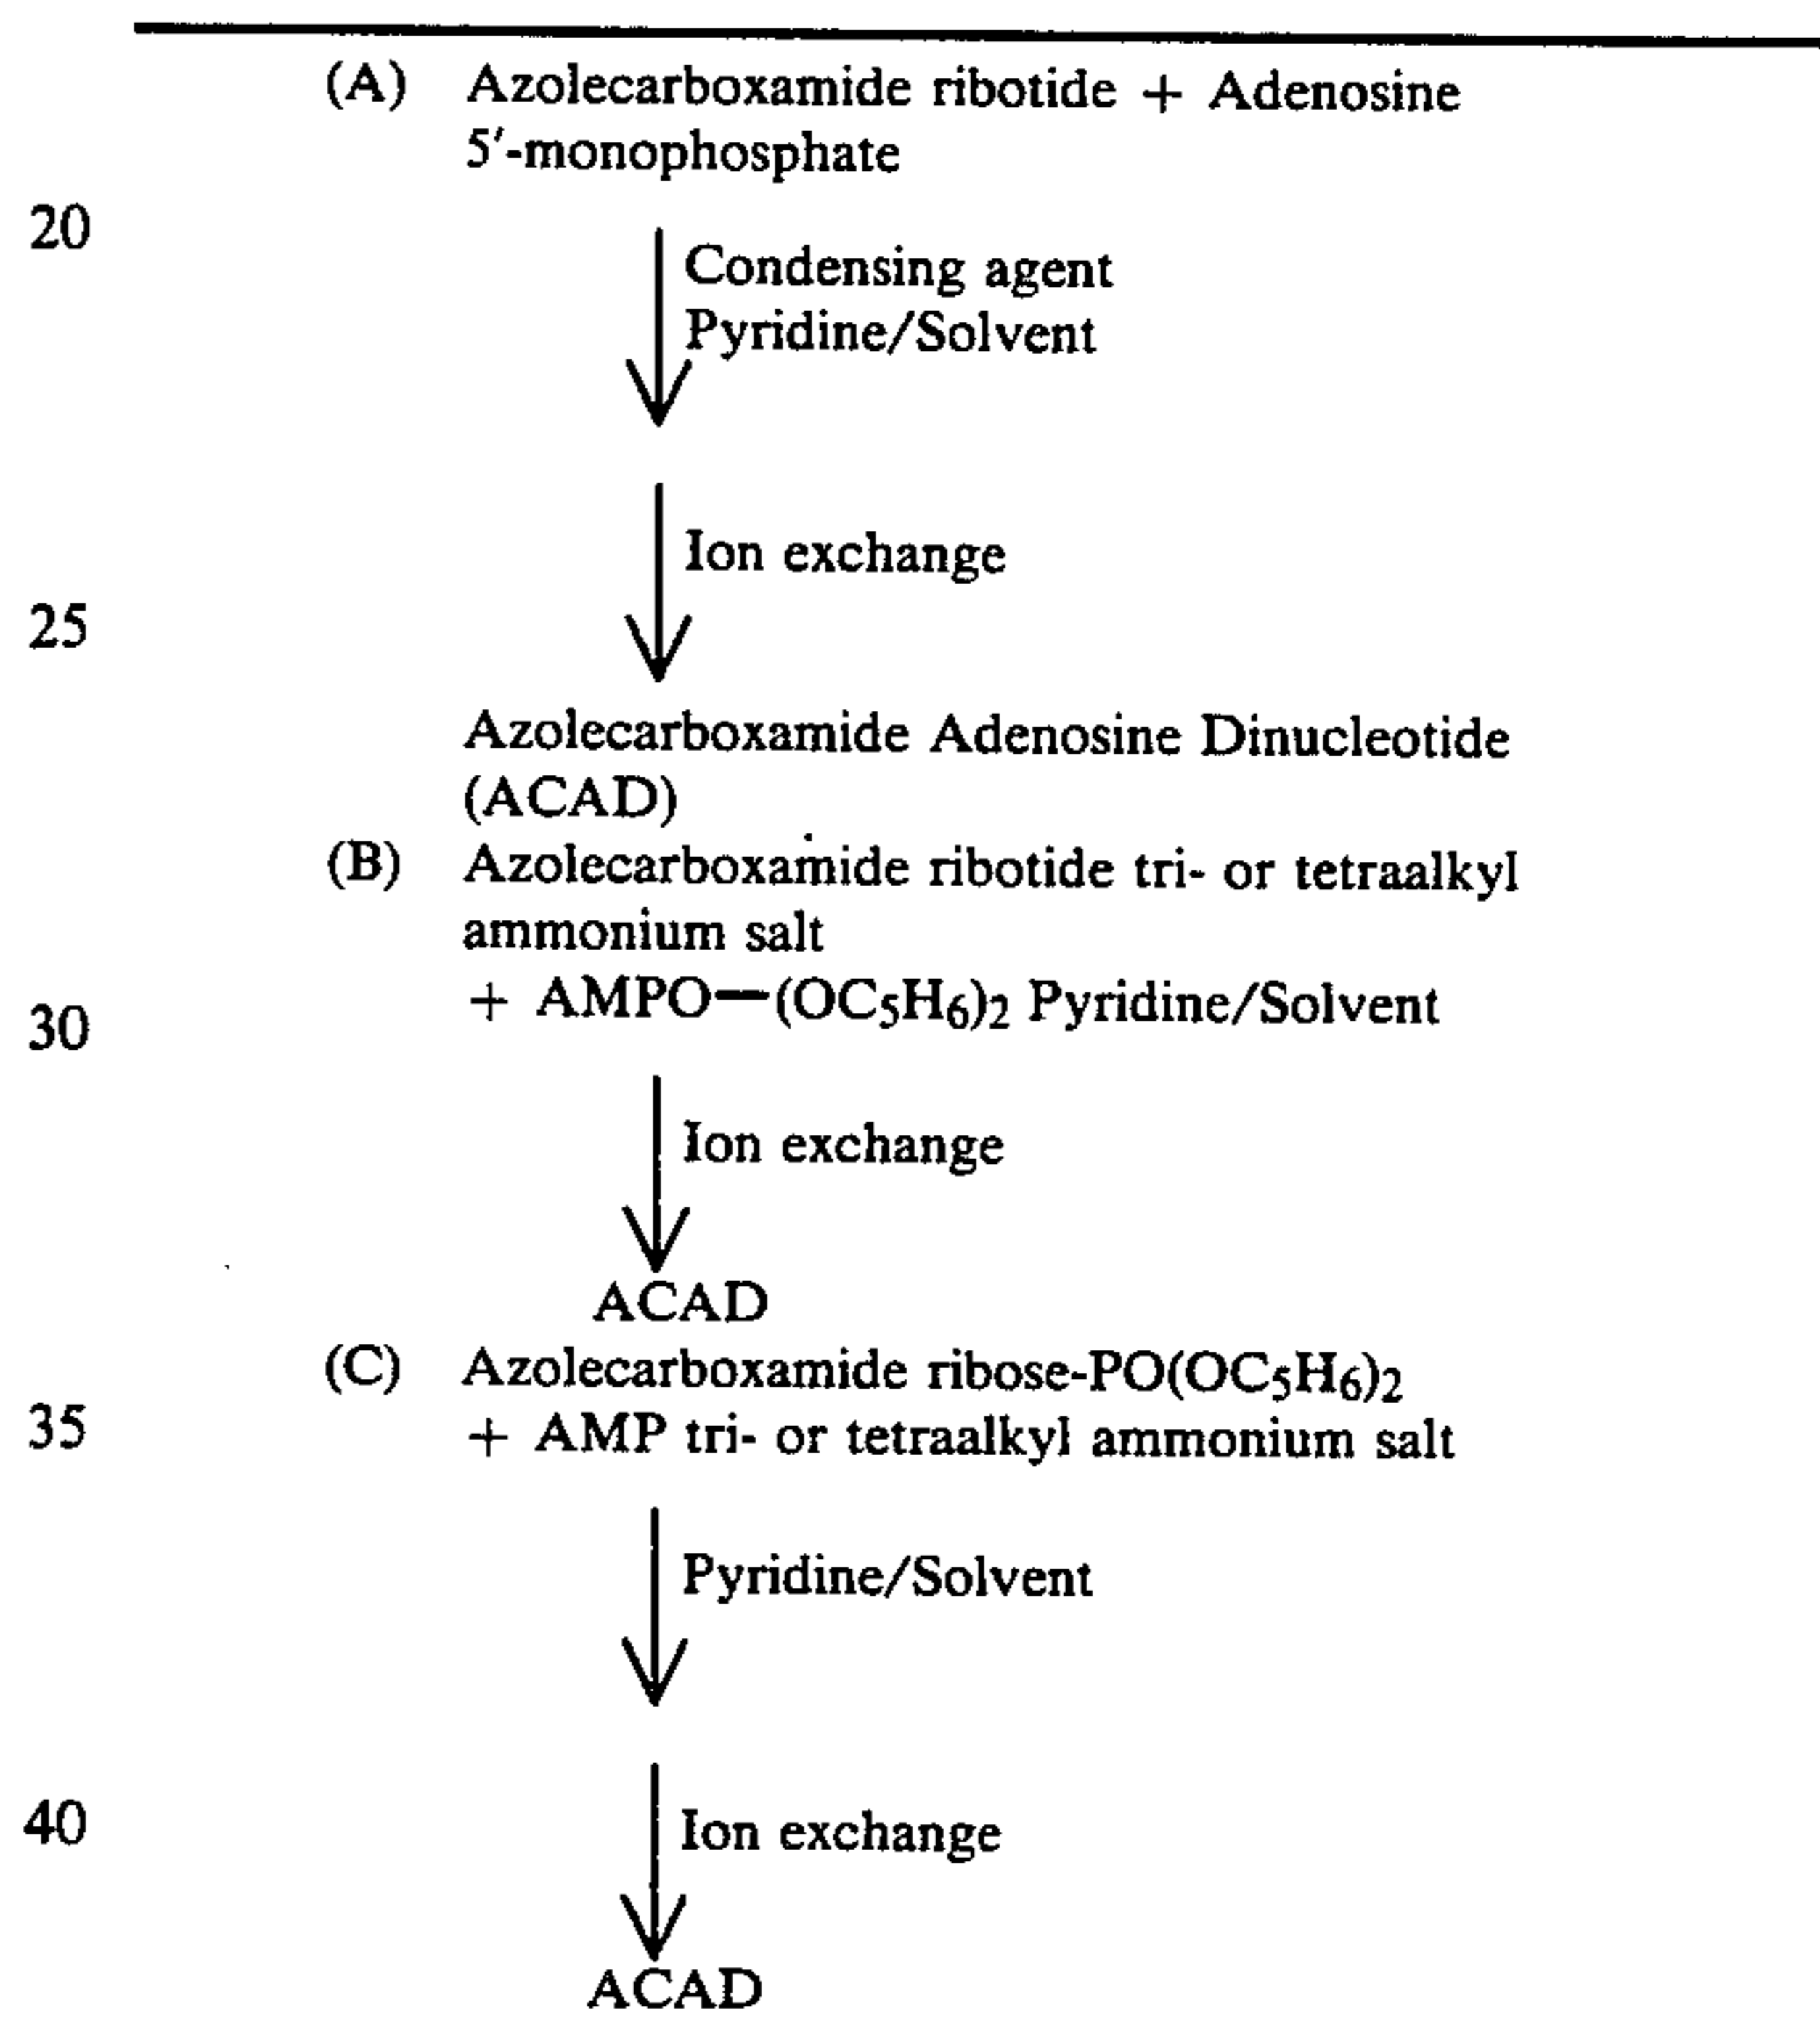 (A) Azolecarboxamide ribotide + Adenosine
5'-monophosphate
20
Condensing agent
Pyridine/Solvent
Ion exchange
25
Azolecarboxamide Adenosine Dinucleotide
(ACAD)
(B) Azolecarboxamide ribotide tri- or tetraalkyl
ammonium salt
30 + AMPO—(OC₅H₆)₂ Pyridine/Solvent
Ion exchange
ACAD
(C) Azolecarboxamide ribose-PO(OC₅H₆)₂
35 + AMP tri- or tetraalkyl ammonium salt
Pyridine/Solvent
40 Ion exchange
ACAD